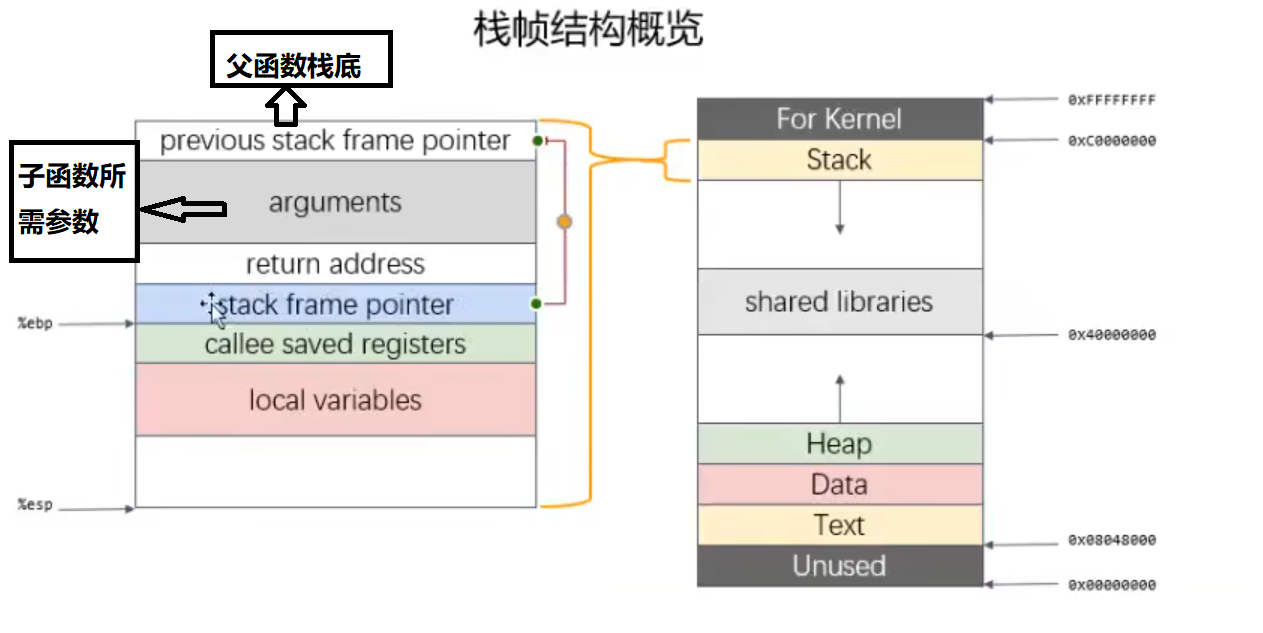 栈帧结构概览
父函数栈底
previous stack frame pointer
子函数所
需参数
arguments
return address
stack frame pointer
%ebp
callee saved registers
local variables
%esp
For Kernel
0xFFFFFFFF
0xC0000000
Stack
shared libraries
0x40000000
Heap
Data
Text
0x08048000
Unused
0x00000000